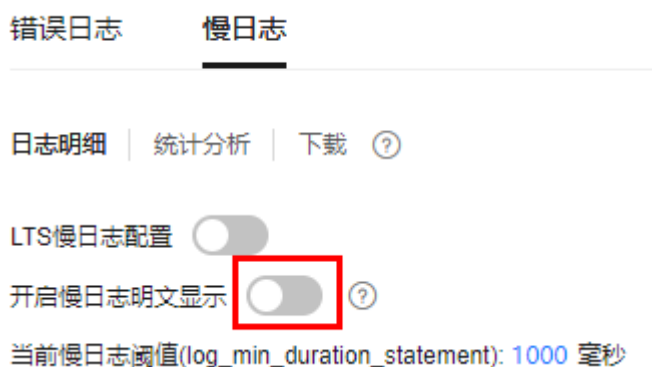 错误日志 慢日志
日志明细 统计分析 下载 ?
LTS慢日志配置
开启慢日志明文显示 ?
当前慢日志阈值(log_min_duration_statement): 1000 毫秒